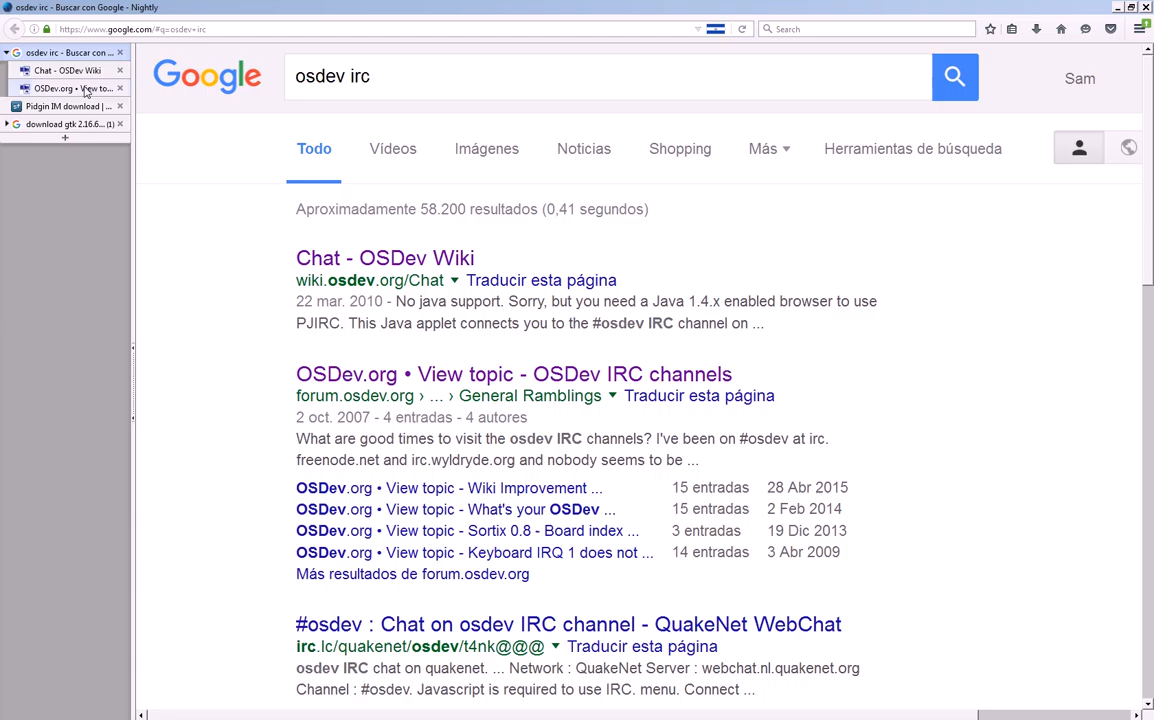 osdev irc - Buscar con Google - Nightly
https://www.google.com/#q=osdev+irc
Search
osdev irc - Buscar con ...
Chat - OSDev Wiki
OSDev.org • View to...
Pidgin IM download | ...
download gtk 2.16.6... (1)
Google
osdev irc
Sam
Todo
Vídeos
Imágenes
Noticias
Shopping
Más
Herramientas de búsqueda
Aproximadamente 58.200 resultados (0,41 segundos)
Chat - OSDev Wiki
wiki.osdev.org/Chat Traducir esta página
22 mar. 2010 - No java support. Sorry, but you need a Java 1.4.x enabled browser to use
PJIRC. This Java applet connects you to the #osdev IRC channel on ...
OSDev.org • View topic - OSDev IRC channels
forum.osdev.org › ... › General Ramblings Traducir esta página
2 oct. 2007 - 4 entradas - 4 autores
What are good times to visit the osdev IRC channels? I've been on #osdev at irc.
freenode.net and irc.wyldryde.org and nobody seems to be ...
OSDev.org • View topic - Wiki Improvement ... 15 entradas 28 Abr 2015
OSDev.org • View topic - What's your OSDev ... 15 entradas 2 Feb 2014
OSDev.org • View topic - Sortix 0.8 - Board index ... 3 entradas 19 Dic 2013
OSDev.org • View topic - Keyboard IRQ 1 does not ... 14 entradas 3 Abr 2009
Más resultados de forum.osdev.org
#osdev : Chat on osdev IRC channel - QuakeNet WebChat
irc.lc/quakenet/osdev/t4nk@@@ Traducir esta página
osdev IRC chat on quakenet. ... Network : QuakeNet Server : webchat.nl.quakenet.org
Channel : #osdev. Javascript is required to use IRC. menu. Connect ...